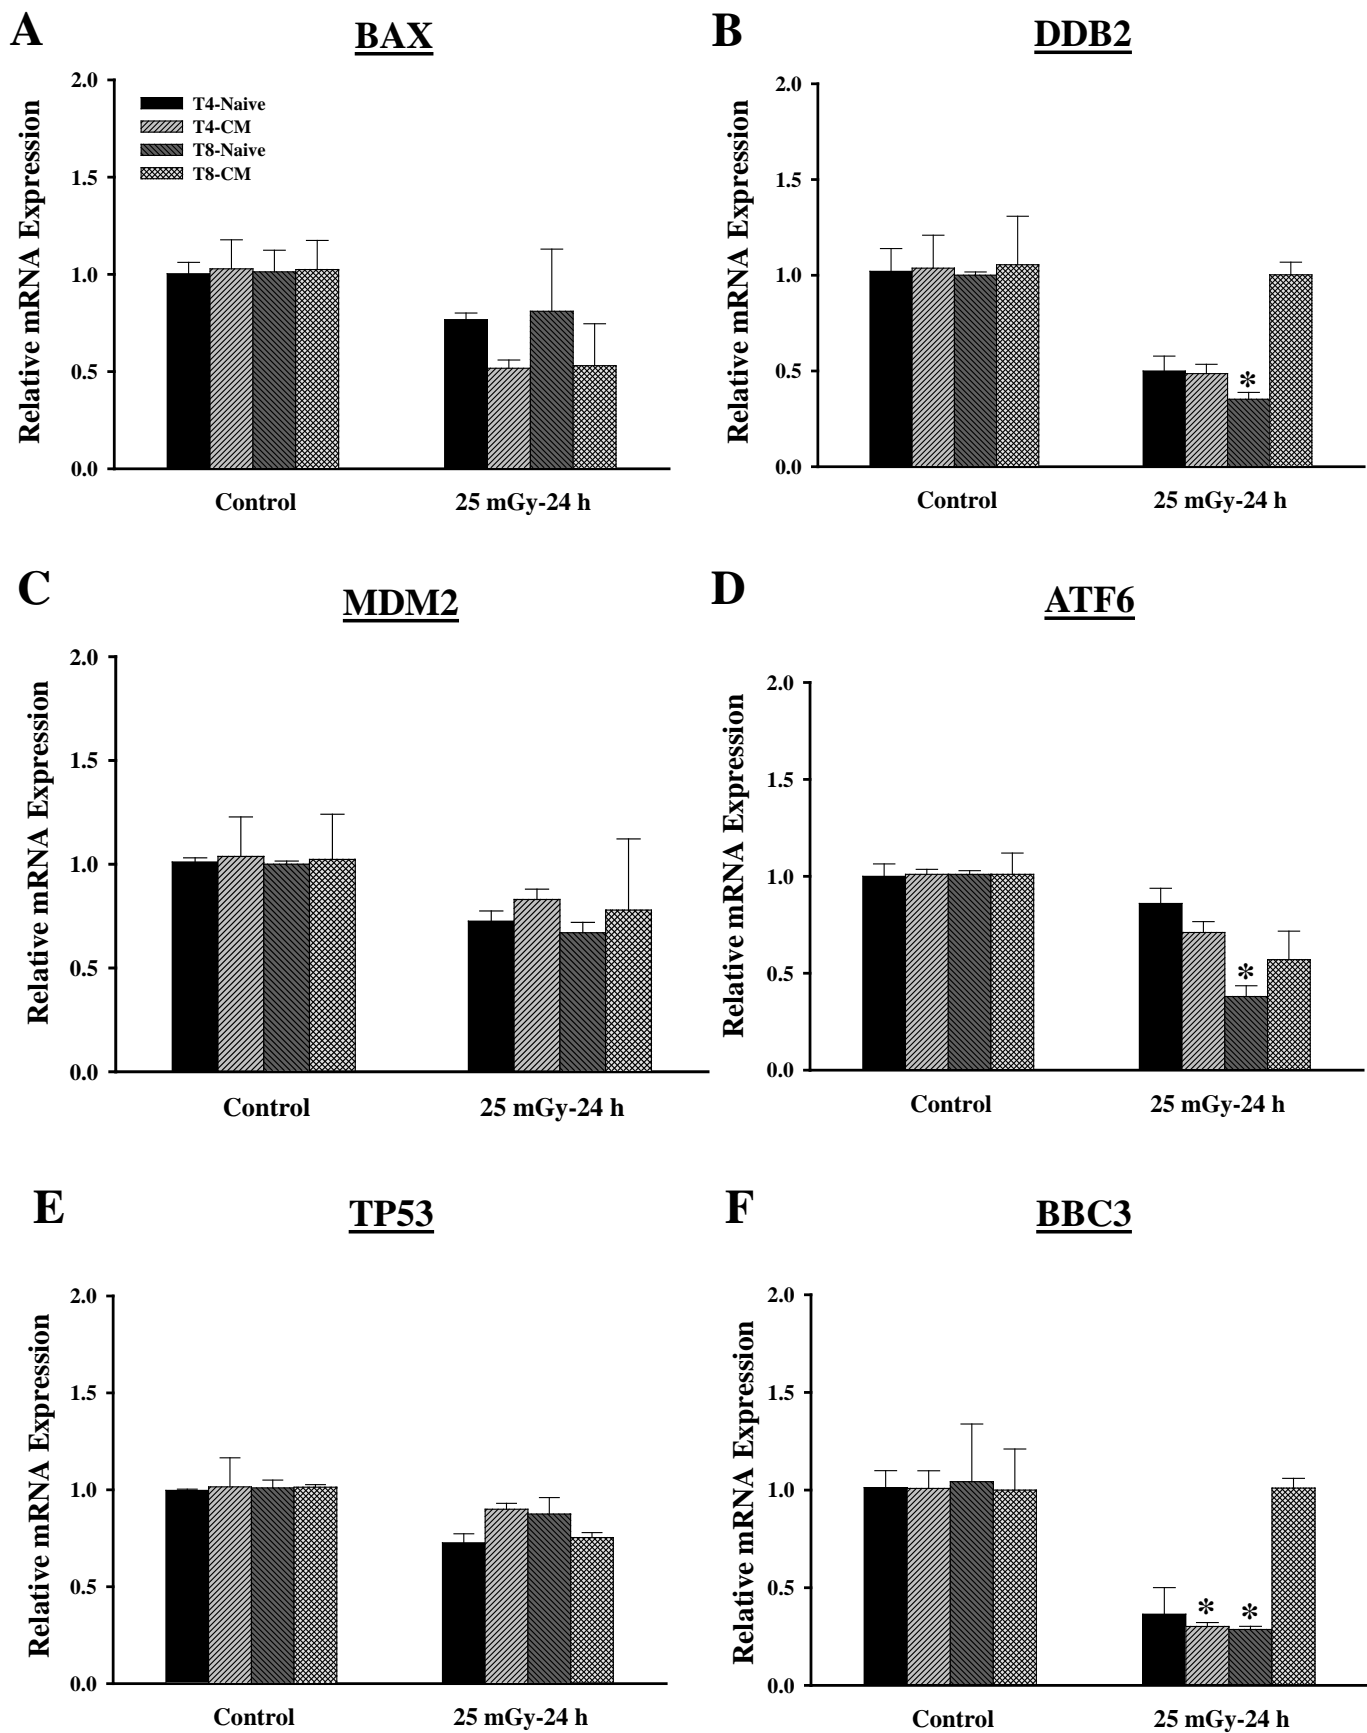 A
BAX
Relative mRNA Expression
2.0
1.5
1.0
0.5
0.0
T4-Naive
T4-CM
T8-Naive
T8-CM
Control
25 mGy-24 h
B
DDB2
Relative mRNA Expression
2.0
1.5
1.0
0.5
0.0
*
Control
25 mGy-24 h
C
MDM2
Relative mRNA Expression
2.0
1.5
1.0
0.5
0.0
Control
25 mGy-24 h
D
ATF6
Relative mRNA Expression
2.0
1.5
1.0
0.5
0.0
*
Control
25 mGy-24 h
E
TP53
Relative mRNA Expression
2.0
1.5
1.0
0.5
0.0
Control
25 mGy-24 h
F
BBC3
Relative mRNA Expression
2.0
1.5
1.0
0.5
0.0
* *
Control
25 mGy-24 h